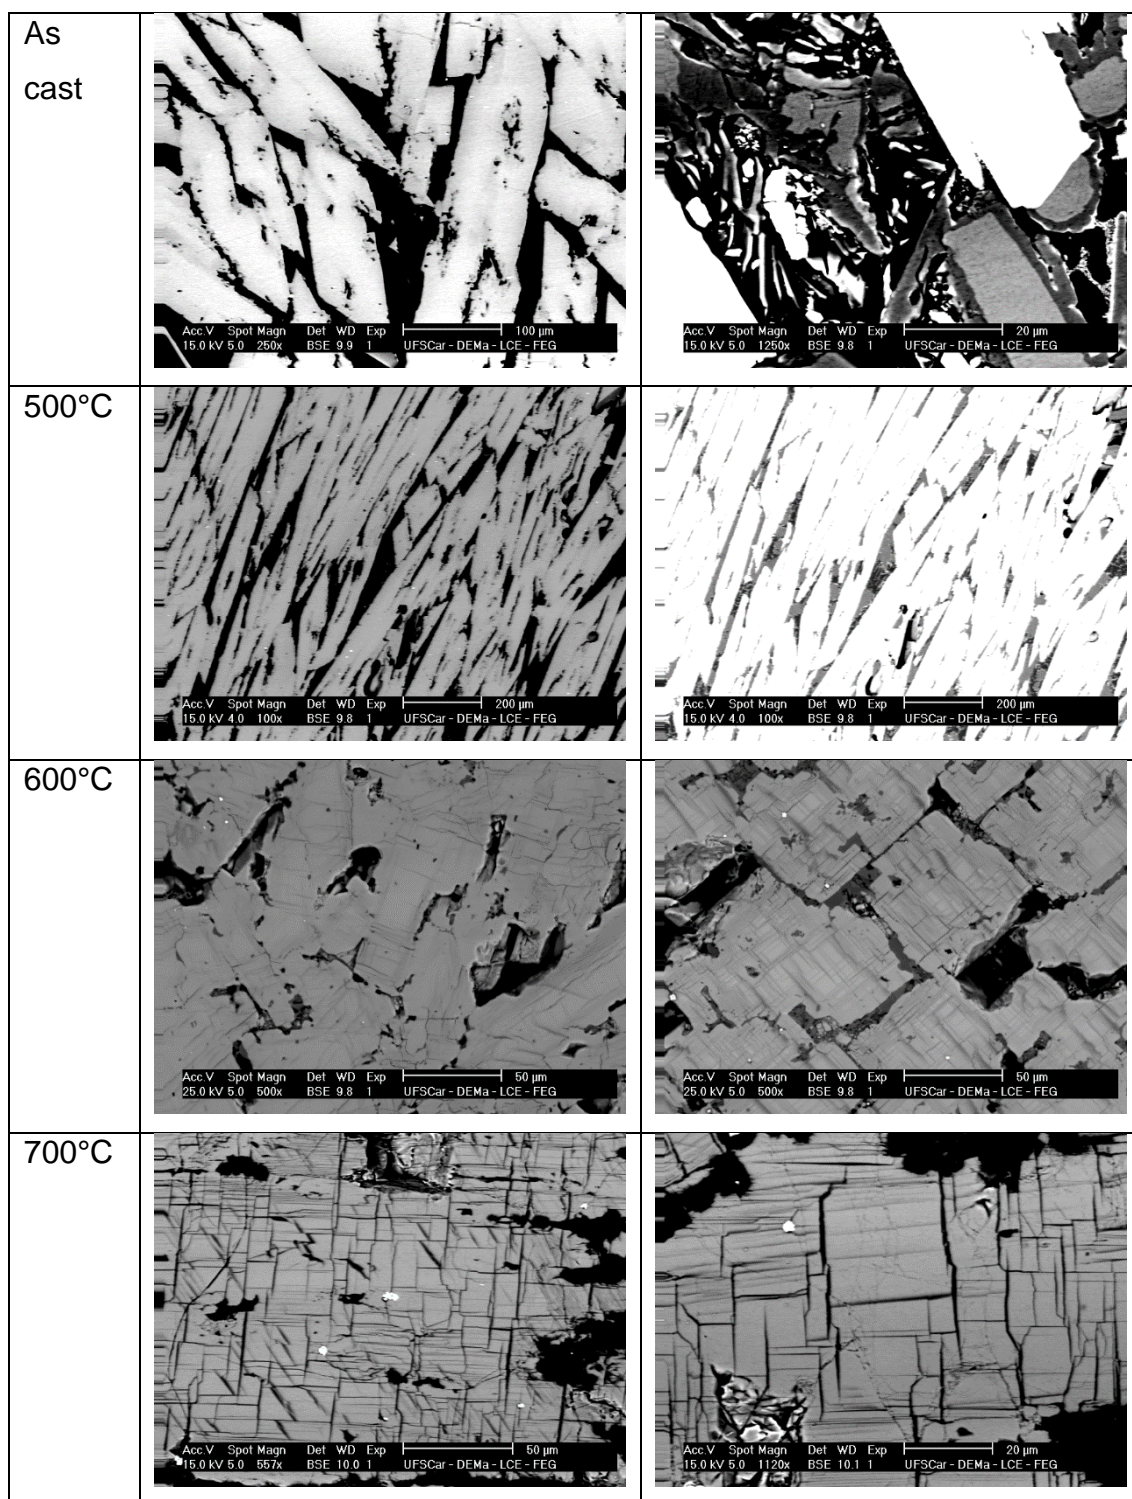 As
cast
Acc.V Spot Magn Det WD Exp 100 µm
15.0 kV 5.0 250x BSE 9.9 1 UFSCar - DEMa - LCE - FEG
Acc.V Spot Magn Det WD Exp 20 µm
15.0 kV 5.0 1250x BSE 9.8 1 UFSCar - DEMa - LCE - FEG
500°C
Acc.V Spot Magn Det WD Exp 200 µm
15.0 kV 4.0 100x BSE 9.8 1 UFSCar - DEMa - LCE - FEG
Acc.V Spot Magn Det WD Exp 200 µm
15.0 kV 4.0 100x BSE 9.8 1 UFSCar - DEMa - LCE - FEG
600°C
Acc.V Spot Magn Det WD Exp 50 µm
25.0 kV 5.0 500x BSE 9.8 1 UFSCar - DEMa - LCE - FEG
Acc.V Spot Magn Det WD Exp 50 µm
25.0 kV 5.0 500x BSE 9.8 1 UFSCar - DEMa - LCE - FEG
700°C
Acc.V Spot Magn Det WD Exp 50 µm
15.0 kV 5.0 557x BSE 10.0 1 UFSCar - DEMa - LCE - FEG
Acc.V Spot Magn Det WD Exp 20 µm
15.0 kV 5.0 1120x BSE 10.1 1 UFSCar - DEMa - LCE - FEG